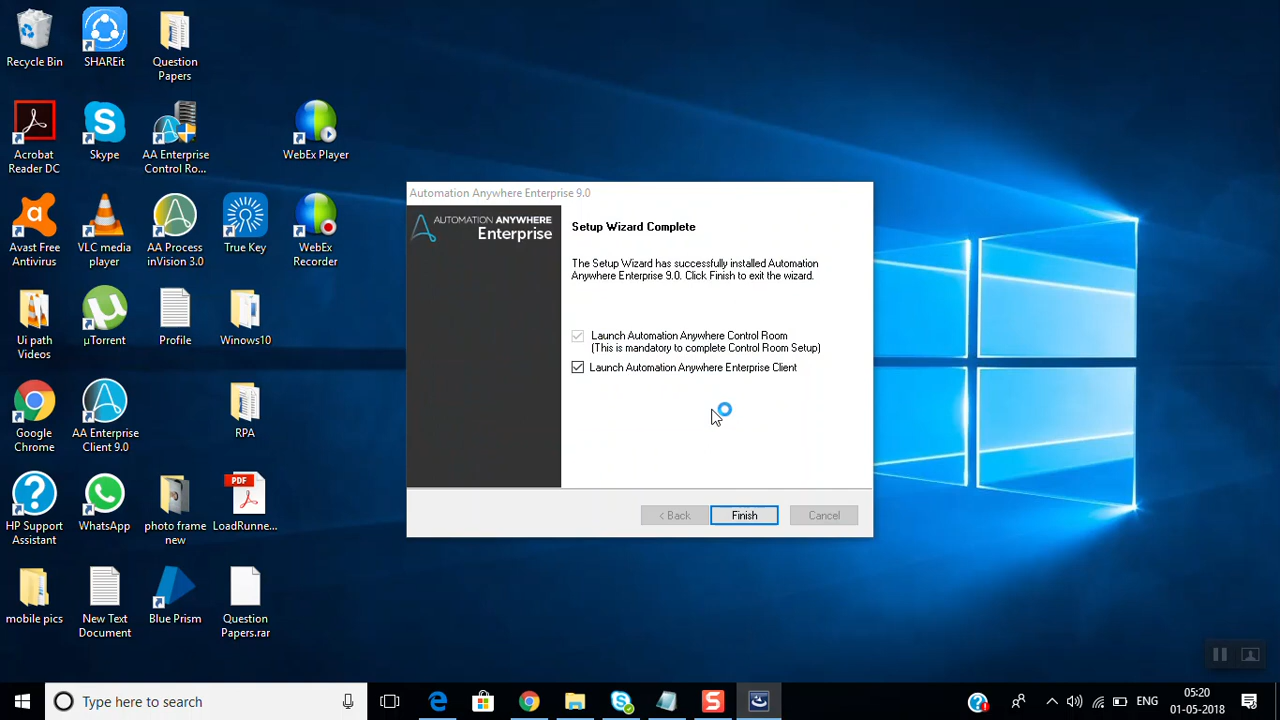 Recycle Bin
SHAREit
Question
Papers
Acrobat
Reader DC
Skype
AA Enterprise
Control Ro...
WebEx Player
Avast Free
Antivirus
VLC media
player
AA Process
inVision 3.0
True Key
WebEx
Recorder
Ui path
Videos
µTorrent
Profile
Winows10
Google
Chrome
AA Enterprise
Client 9.0
RPA
HP Support
Assistant
WhatsApp
photo frame
new
PDF
LoadRunne...
mobile pics
New Text
Document
Blue Prism
Question
Papers.rar
Automation Anywhere Enterprise 9.0
AUTOMATION ANYWHERE
Enterprise
Setup Wizard Complete
The Setup Wizard has successfully installed Automation
Anywhere Enterprise 9.0. Click Finish to exit the wizard.
Launch Automation Anywhere Control Room
(This is mandatory to complete Control Room Setup)
Launch Automation Anywhere Enterprise Client
< Back
Finish
Cancel
Type here to search
ENG
05:20
01-05-2018